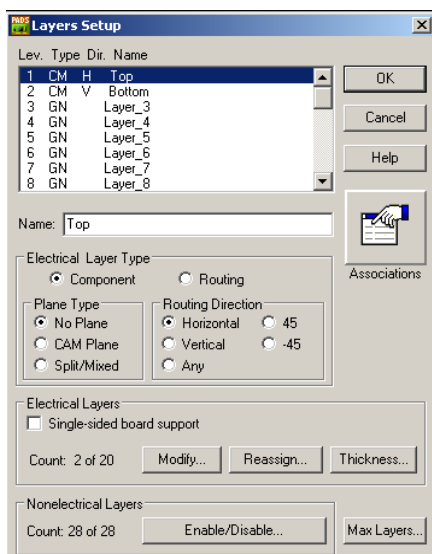 PADS Layers Setup
Lev. Type Dir. Name
1 CM H Top
2 CM V Bottom
3 GN Layer_3
4 GN Layer_4
5 GN Layer_5
6 GN Layer_6
7 GN Layer_7
8 GN Layer_8
OK
Cancel
Help
Associations
Name: Top
Electrical Layer Type
Component Routing
Plane Type
No Plane
CAM Plane
Split/Mixed
Routing Direction
Horizontal 45
Vertical -45
Any
Electrical Layers
Single-sided board support
Count: 2 of 20 Modify... Reassign... Thickness...
Nonelectrical Layers
Count: 28 of 28 Enable/Disable... Max Layers...